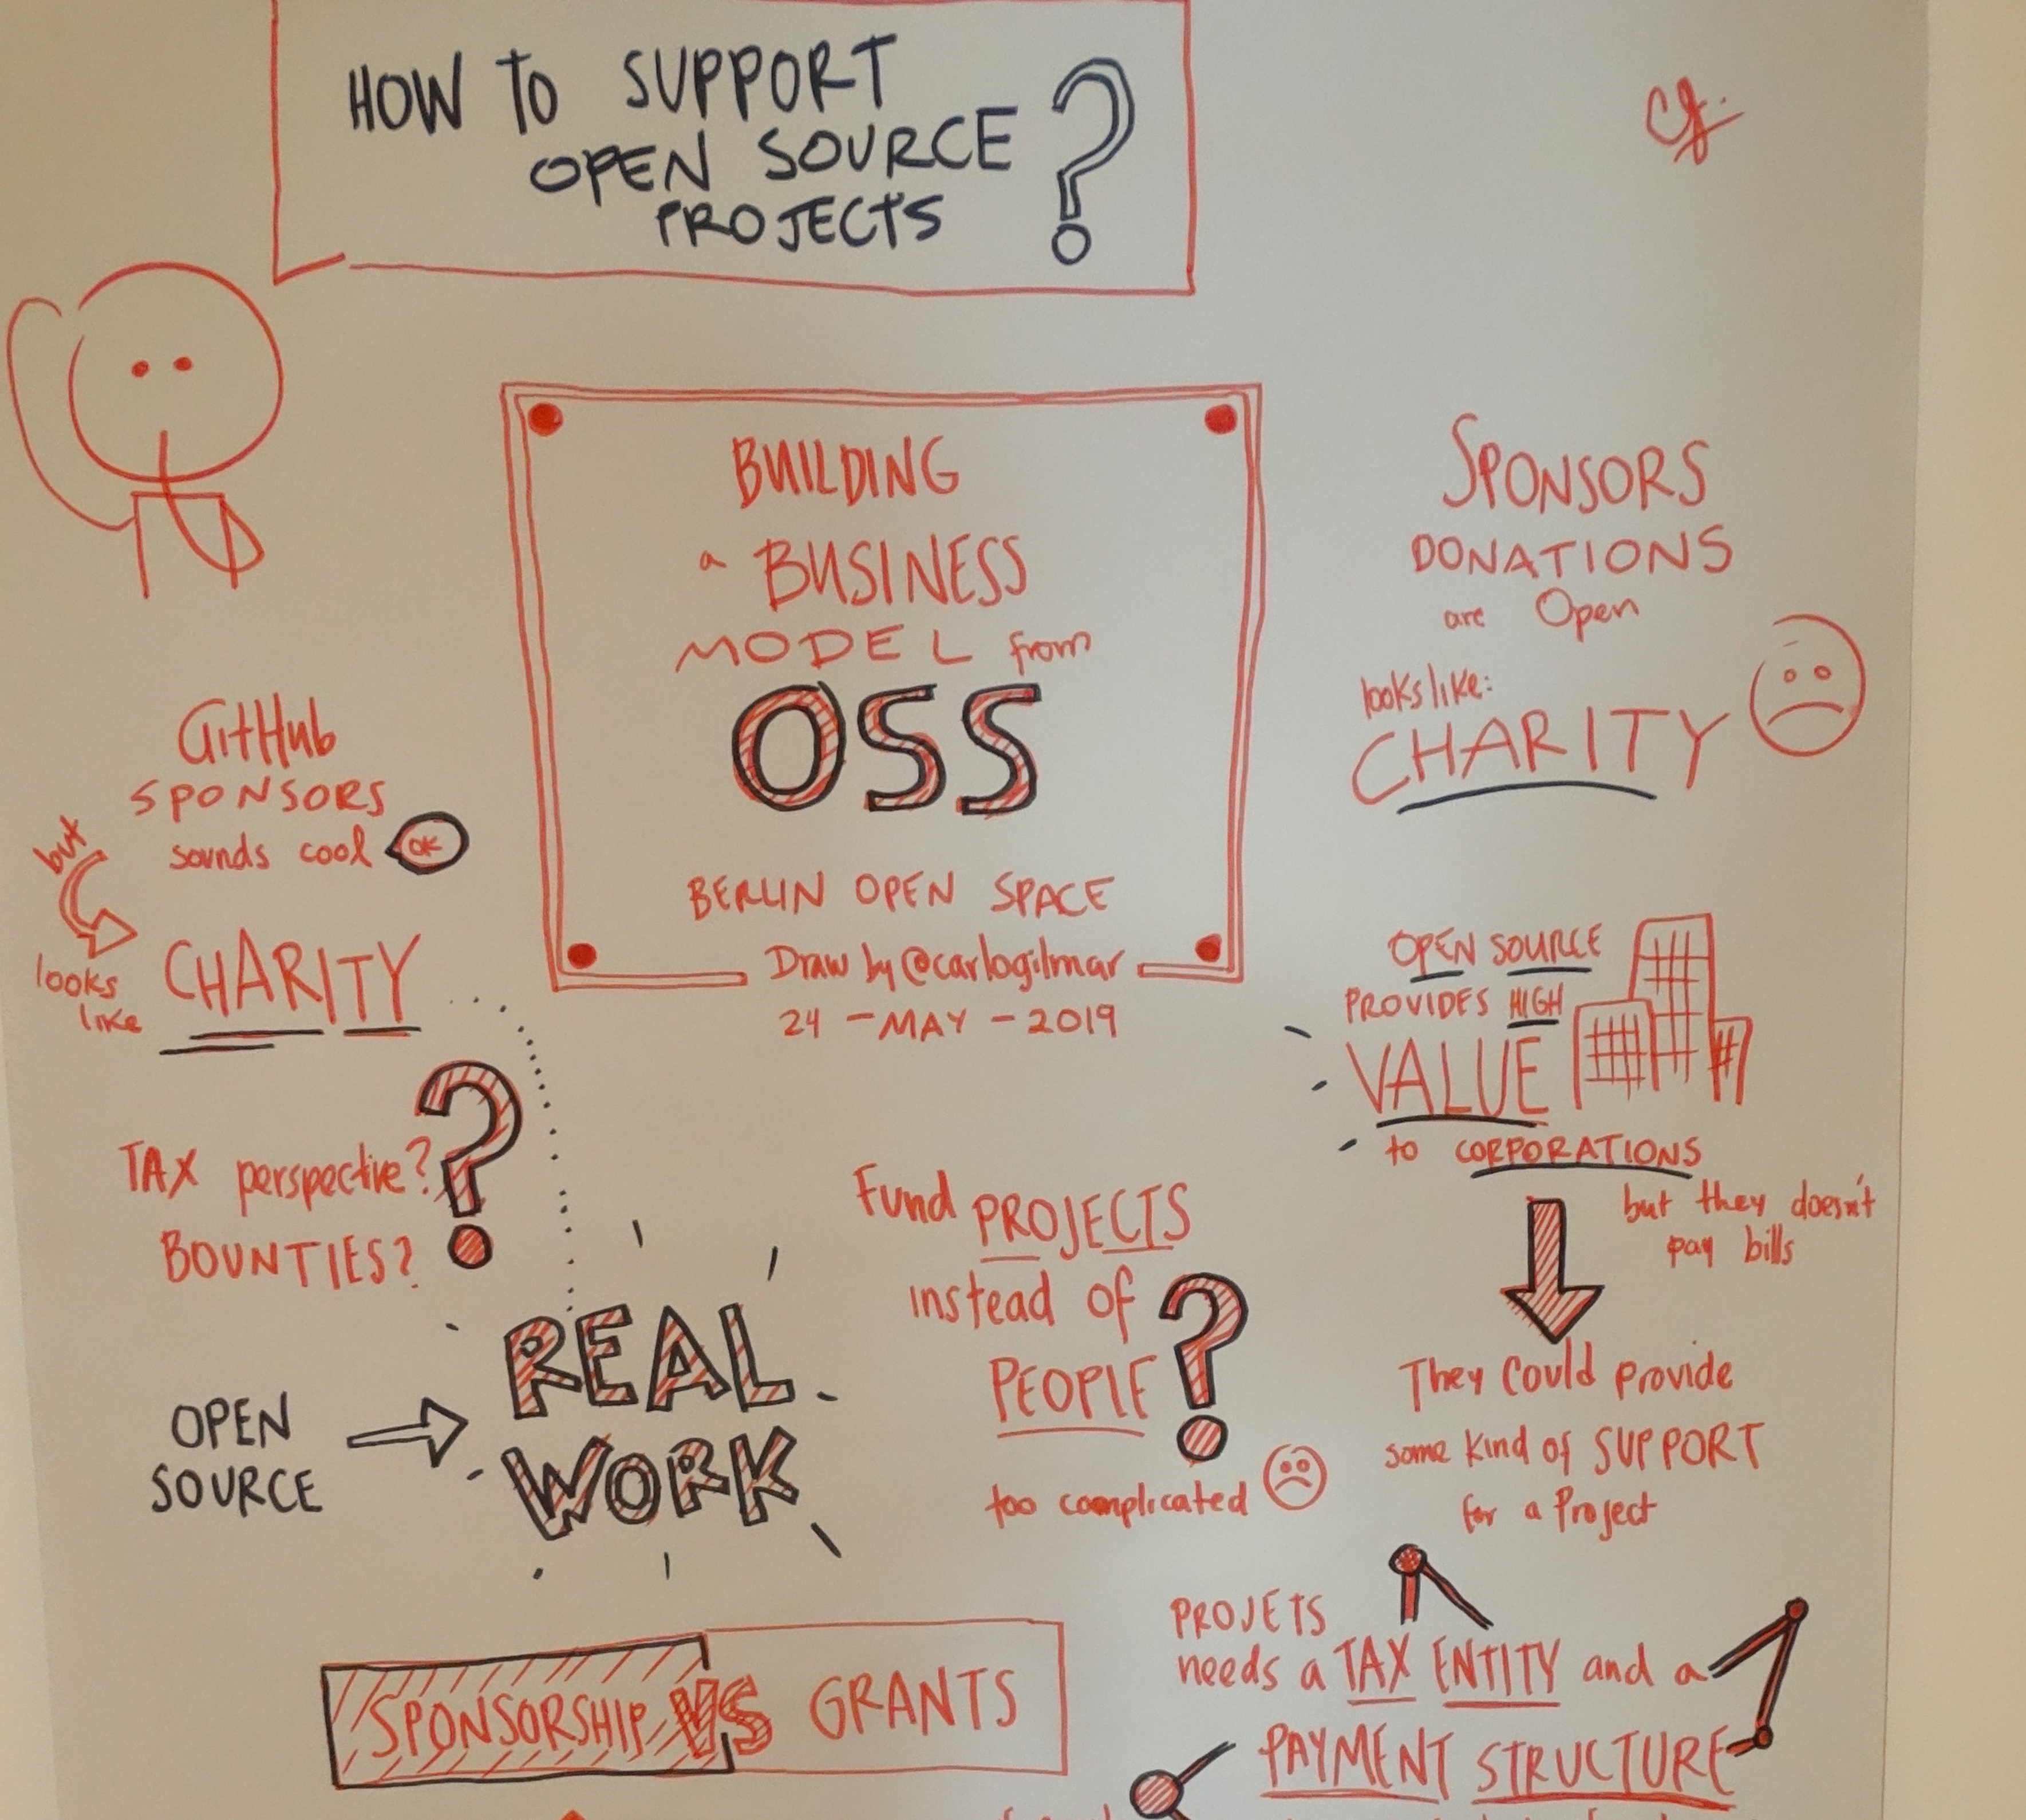 HOW TO SUPPORT
OPEN SOURCE
PROJECTS
?
BUILDING
a BUSINESS
MODEL from
OSS
BERLIN OPEN SPACE
Draw by @carlogilmar
24-MAY-2019
SPONSORS
DONATIONS
are Open
looks like:
CHARITY
GitHub
SPONSORS
sounds cool
OK
but
looks
like
CHARITY
TAX perspective?
BOUNTIES?
?
OPEN
SOURCE
REAL
WORK
Fund PROJECTS
instead of
PEOPLE
?
too complicated
OPEN SOURCE
PROVIDES HIGH
VALUE
to CORPORATIONS
but they doesn't
pay bills
They could provide
some kind of SUPPORT
for a Project
PROJETS
needs a TAX ENTITY and a
PAYMENT STRUCTURE
SPONSORSHIP VS GRANTS